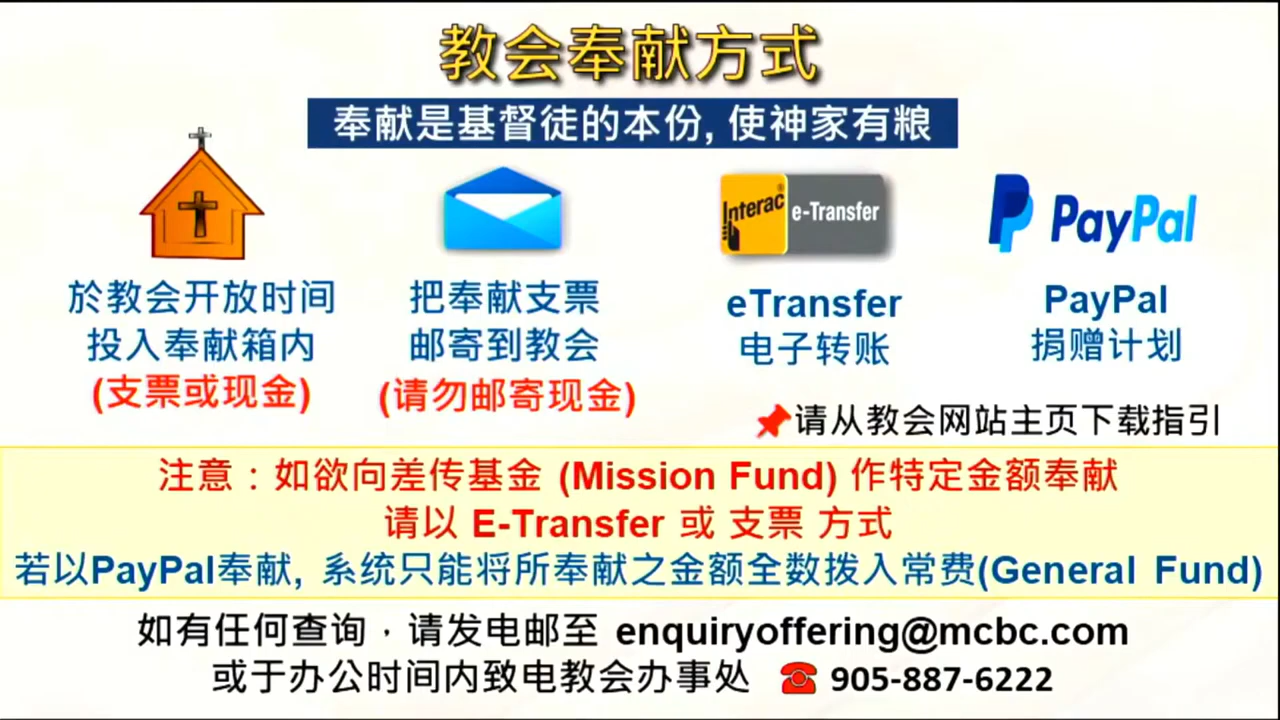 教会奉献方式
奉献是基督徒的本份, 使神家有粮
Interac® e-Transfer
PayPal
於教会开放时间
投入奉献箱内
(支票或现金)
把奉献支票
邮寄到教会
(请勿邮寄现金)
eTransfer
电子转账
PayPal
捐赠计划
请从教会网站主页下载指引
注意：如欲向差传基金 (Mission Fund) 作特定金额奉献
请以 E-Transfer 或 支票 方式
若以PayPal奉献, 系统只能将所奉献之金额全数拨入常费(General Fund)
如有任何查询，请发电邮至 enquiryoffering@mcbc.com
或于办公时间内致电教会办事处 ☎ 905-887-6222